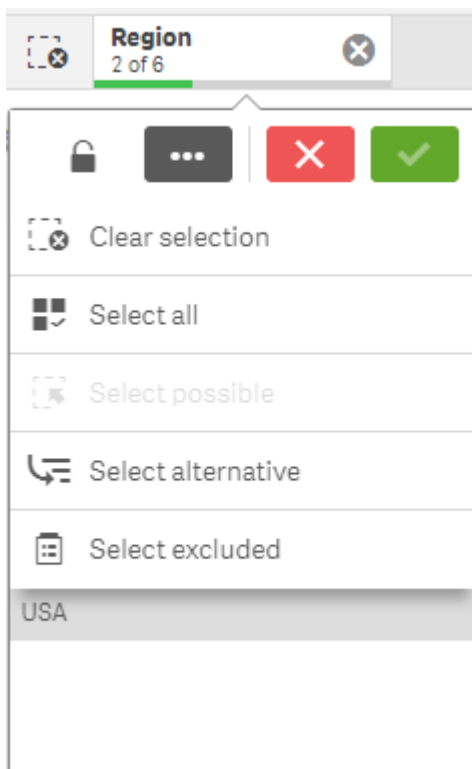 Region
2 of 6
Clear selection
Select all
Select possible
Select alternative
Select excluded
USA